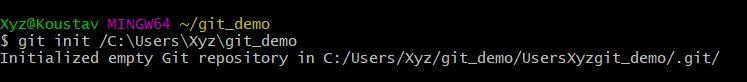 Xyz@Koustav MINGW64 ~/git_demo
$ git init /C:\Users\Xyz\git_demo
Initialized empty Git repository in C:/Users/Xyz/git_demo/UsersXyzgit_demo/.git/